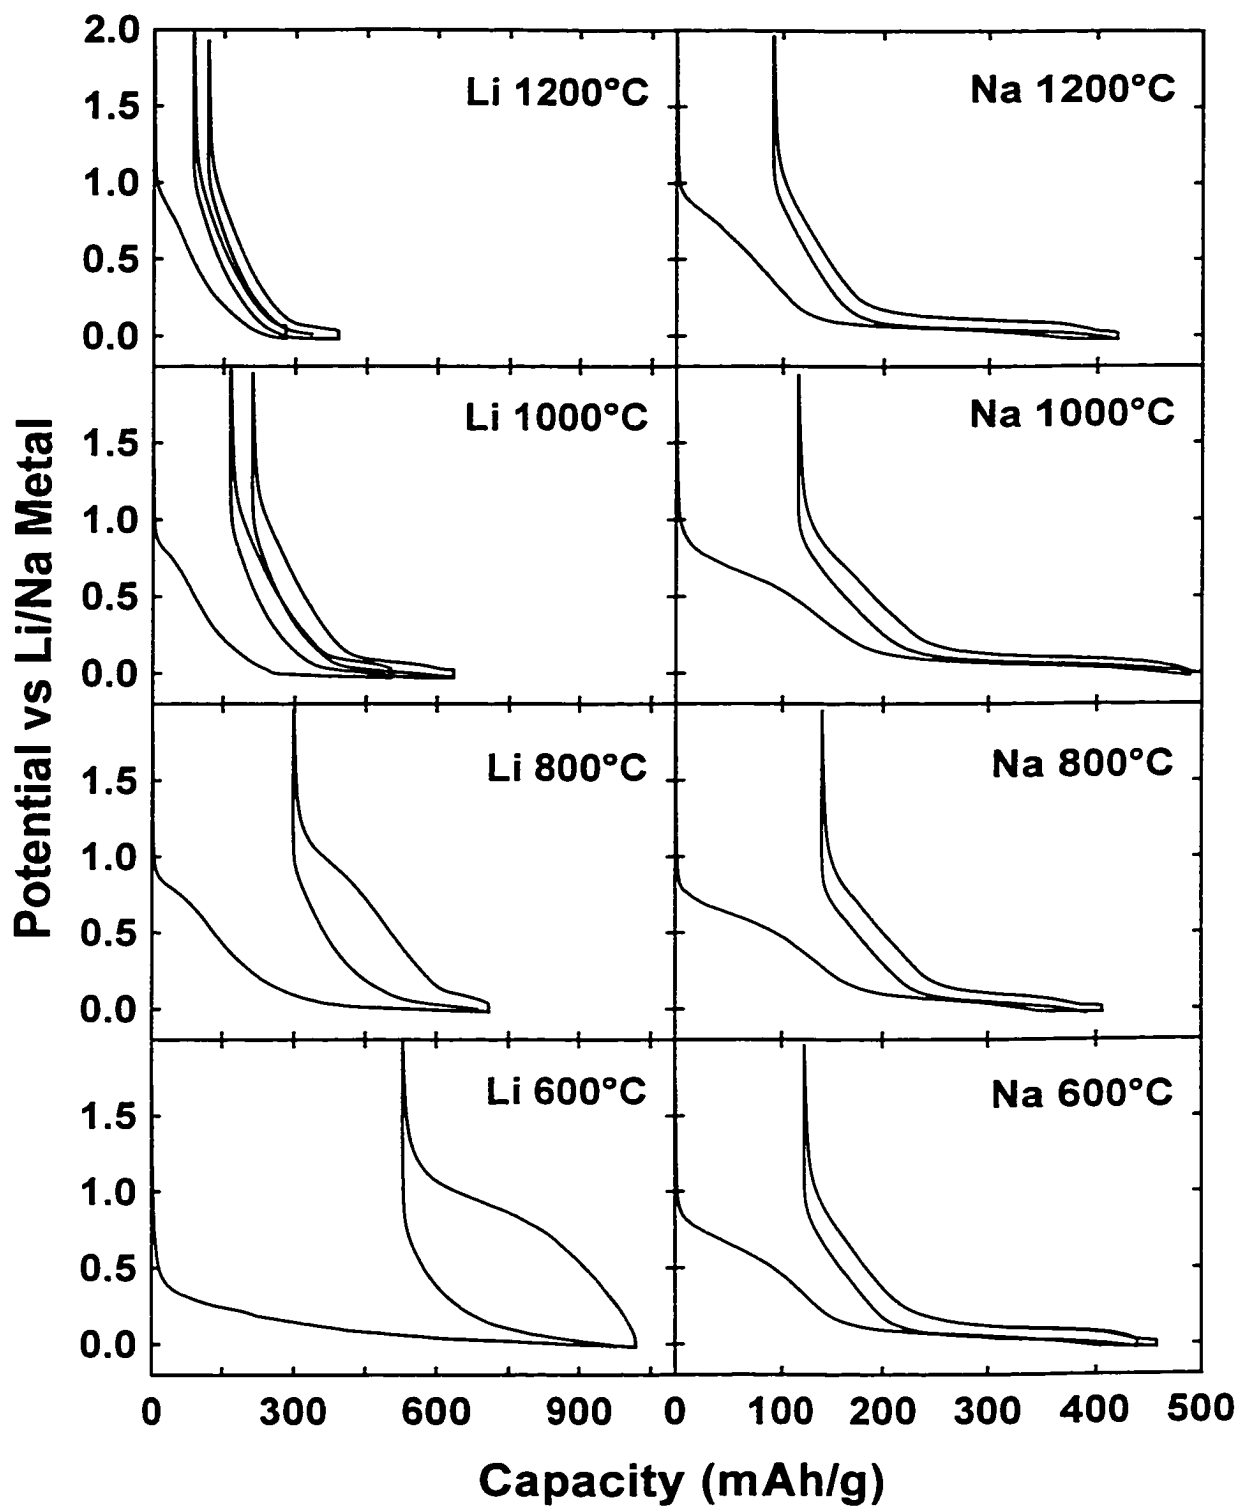 2.0
Li 1200°C
Na 1200°C
1.5
1.0
0.5
0.0
Li 1000°C
Na 1000°C
1.5
1.0
0.5
0.0
Li 800°C
Na 800°C
1.5
1.0
0.5
0.0
Li 600°C
Na 600°C
1.5
1.0
0.5
0.0
0 300 600 900 0 100 200 300 400 500
Potential vs Li/Na Metal
Capacity (mAh/g)